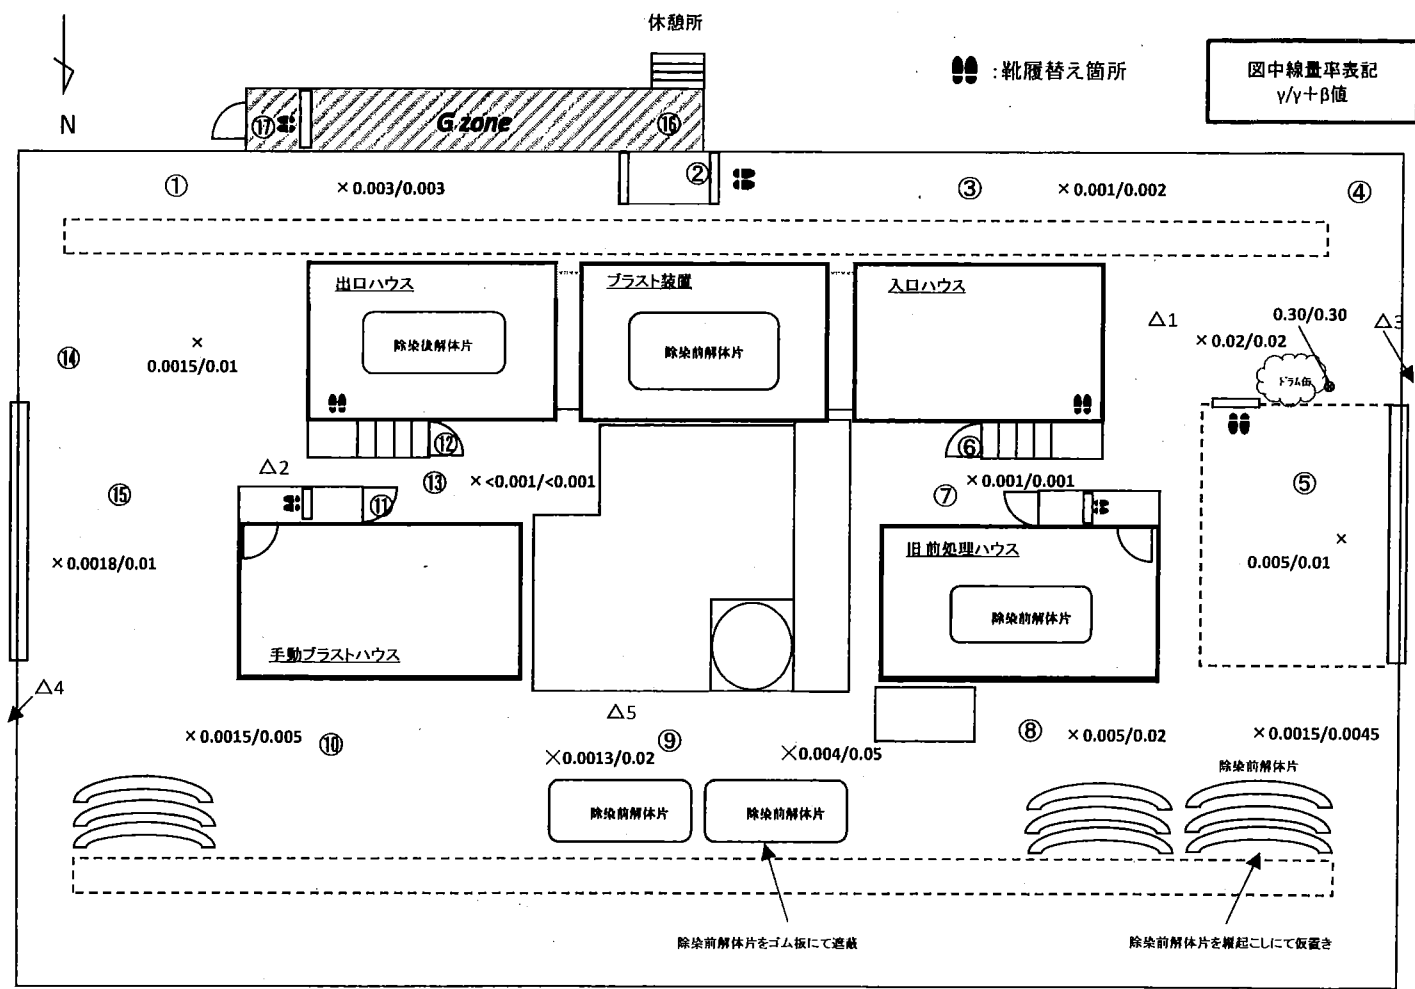 休憩所
:靴履替え箇所
図中線量率表記
γ/γ+β値
N
⑰
G zone
⑯
①
×0.003/0.003
②
③
×0.001/0.002
④
出口ハウス
除染後解体片
ブラスト装置
除染前解体片
入口ハウス
△1
0.30/0.30
△3
×0.02/0.02
ドラム缶
⑭
×
0.0015/0.01
⑫
⑥
△2
⑬
×<0.001/<0.001
⑦
×0.001/0.001
⑤
⑮
⑪
×0.0018/0.01
旧前処理ハウス
除染前解体片
×
0.005/0.01
手動ブラストハウス
△4
△5
×0.0015/0.005
⑩
⑨
×0.0013/0.02
×0.004/0.05
⑧
×0.005/0.02
×0.0015/0.0045
除染前解体片
除染前解体片
除染前解体片
除染前解体片をゴム板にて遮蔽
除染前解体片を縦起こしにて仮置き